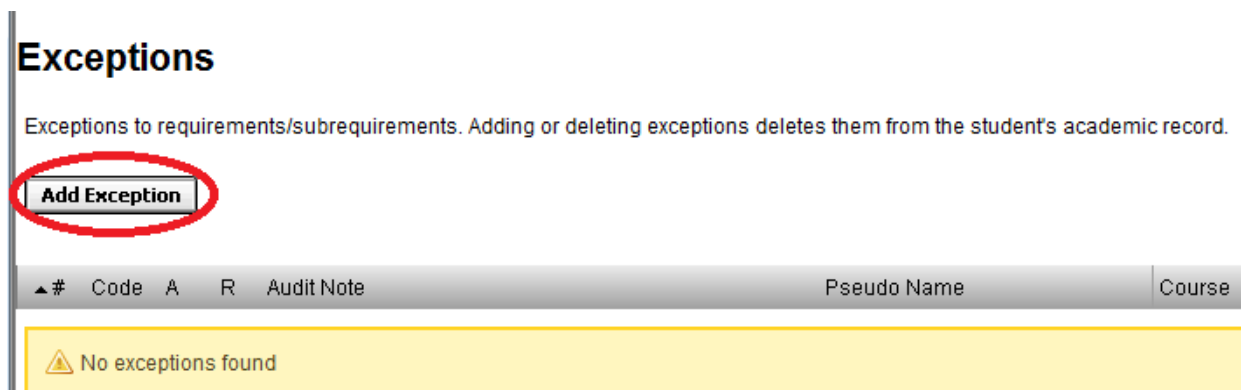 Exceptions
Exceptions to requirements/subrequirements. Adding or deleting exceptions deletes them from the student's academic record.
Add Exception
# Code A R Audit Note Pseudo Name Course
No exceptions found